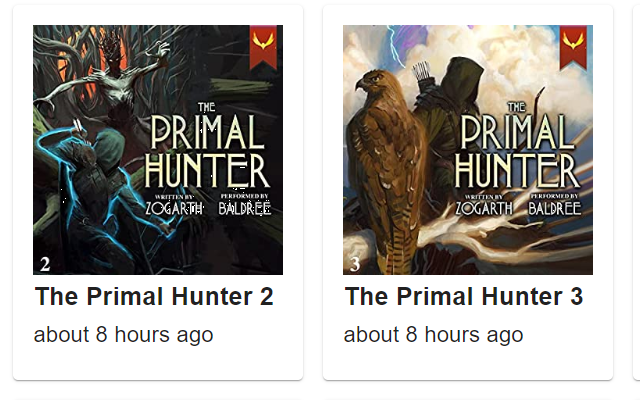 THE
PRIMAL
HUNTER
WRITTEN BY
ZOGARTH
PERFORMED BY
BALDREE
2
The Primal Hunter 2
about 8 hours ago
THE
PRIMAL
HUNTER
WRITTEN BY
ZOGARTH
PERFORMED BY
BALDREE
3
The Primal Hunter 3
about 8 hours ago